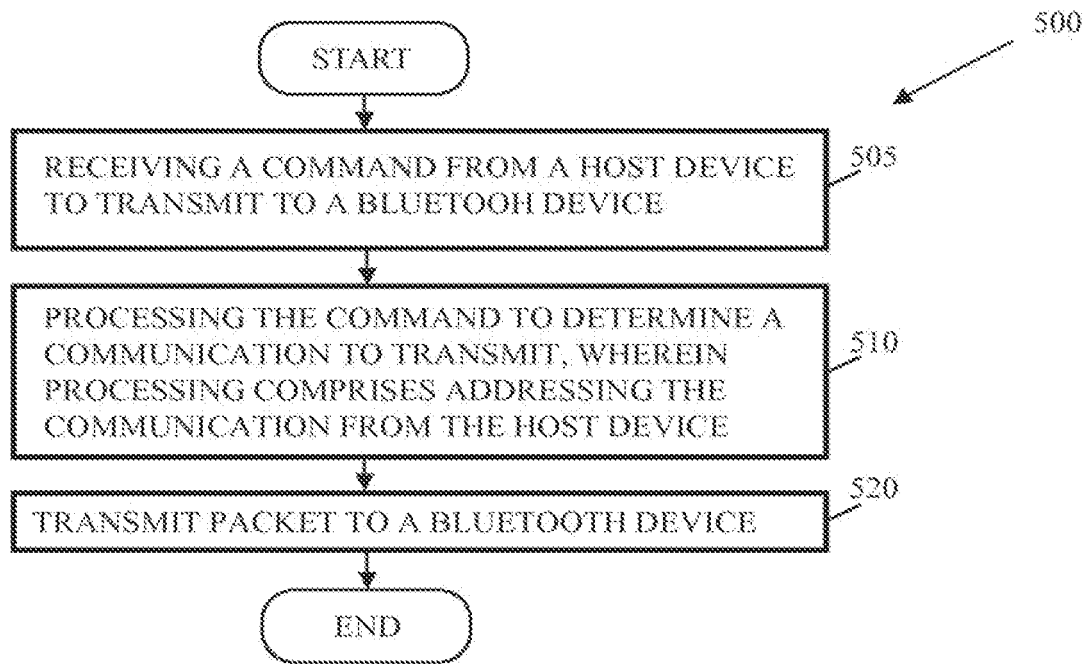 500
START
RECEIVING A COMMAND FROM A HOST DEVICE
TO TRANSMIT TO A BLUETOOH DEVICE
505
PROCESSING THE COMMAND TO DETERMINE A
COMMUNICATION TO TRANSMIT, WHEREIN
PROCESSING COMPRISES ADDRESSING THE
COMMUNICATION FROM THE HOST DEVICE
510
TRANSMIT PACKET TO A BLUETOOTH DEVICE
520
END